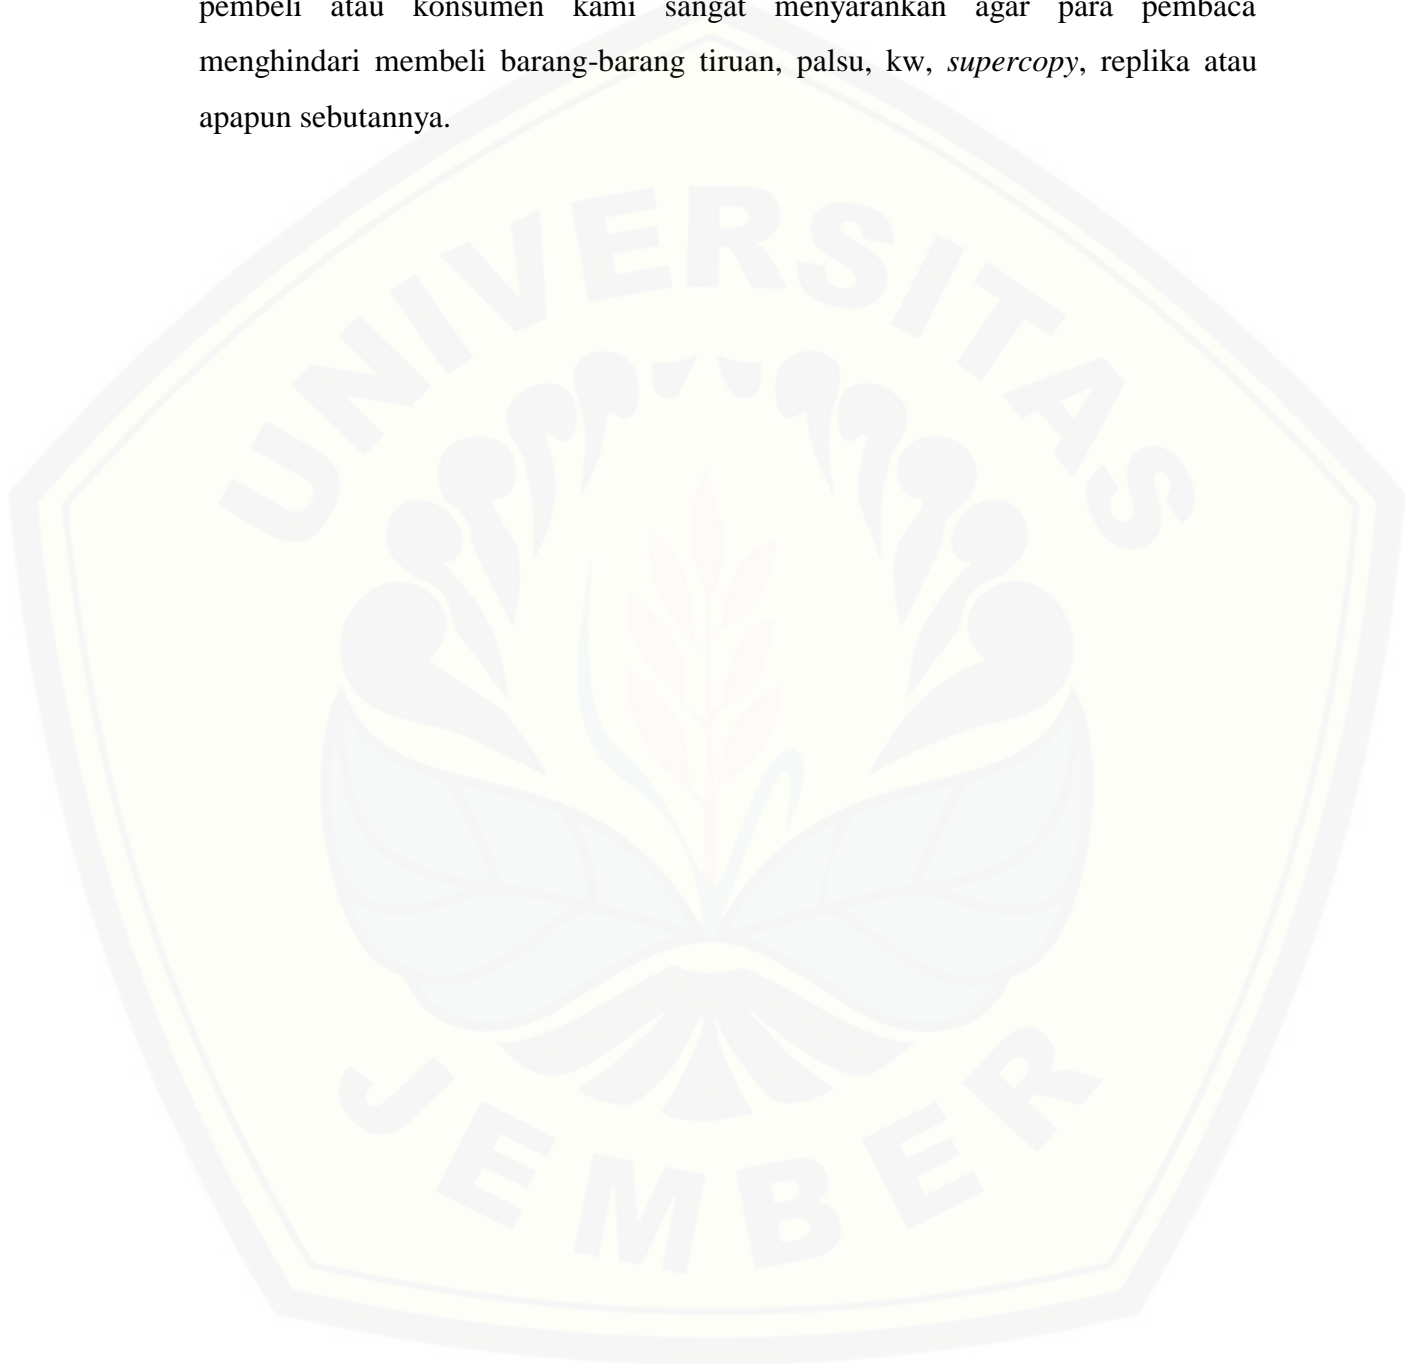 pembeli atau konsumen kami sangat menyarankan agar para pembaca
menghindari membeli barang-barang tiruan, palsu, kw, supercopy, replika atau
apapun sebutannya.
UNIVERSITAS
JEMBER